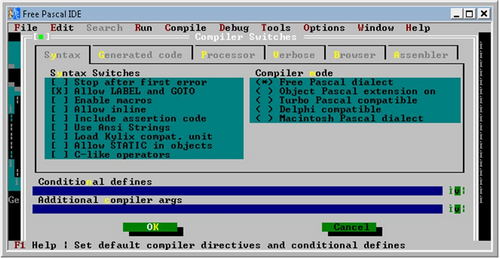 Free Pascal IDE
File Edit Search Run Compile Debug Tools Options Window Help
Compiler Switches
Syntax Generated code Processor Verbose Browser Assembler
Syntax Switches
[ ] Stop after first error
[X] Allow LABEL and GOTO
[ ] Enable macros
[ ] Allow inline
[ ] Include assertion code
[ ] Use Ansi Strings
[ ] Load Kylix compat. unit
[ ] Allow STATIC in objects
[ ] C-like operators
Compiler mode
(•) Free Pascal dialect
( ) Object Pascal extension on
( ) Turbo Pascal compatible
( ) Delphi compatible
( ) Macintosh Pascal dialect
Conditional defines
Additional compiler args
Ge
OK Cancel
F1 Help | Set default compiler directives and conditional defines